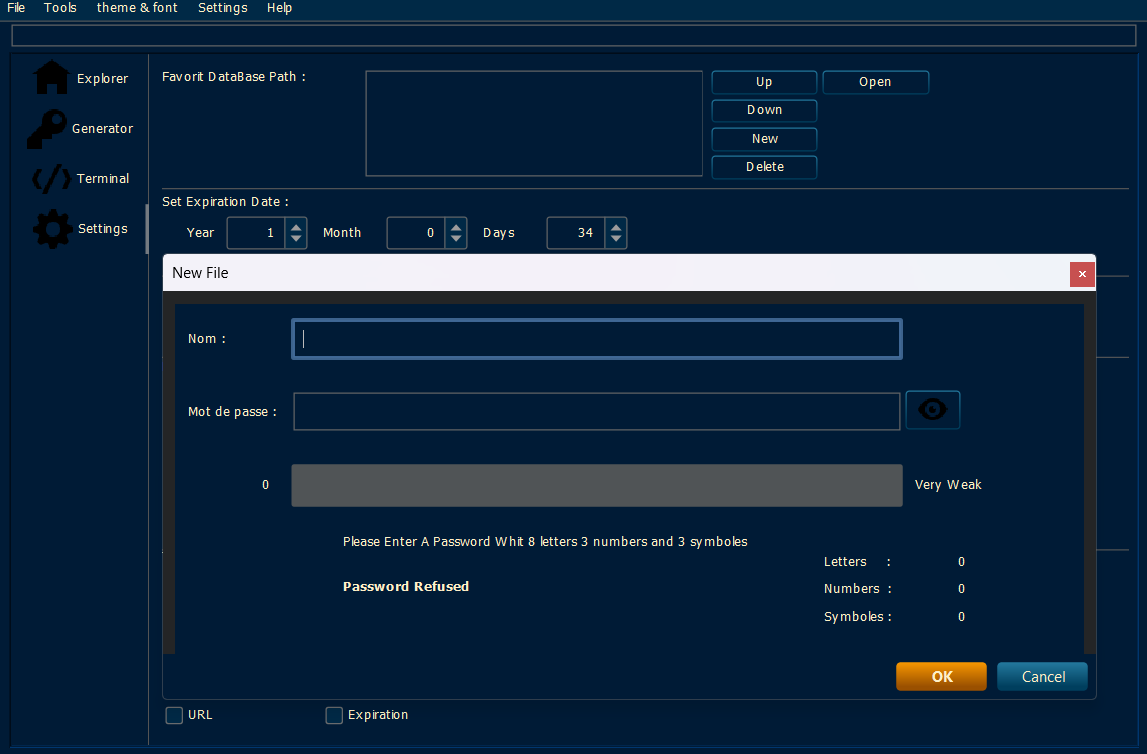 File Tools theme & font Settings Help
Explorer
Generator
Terminal
Settings
Favorit DataBase Path :
Up Open
Down
New
Delete
Set Expiration Date :
Year 1 Month 0 Days 34
New File
Nom :
Mot de passe :
0 Very Weak
Please Enter A Password Whit 8 letters 3 numbers and 3 symboles
Password Refused
Letters : 0
Numbers : 0
Symboles : 0
OK Cancel
URL Expiration